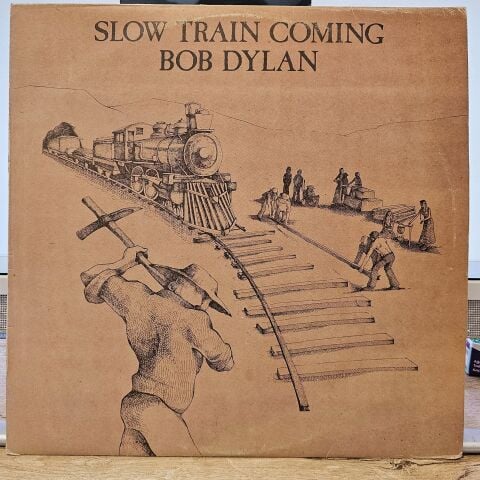 SLOW TRAIN COMING
BOB DYLAN